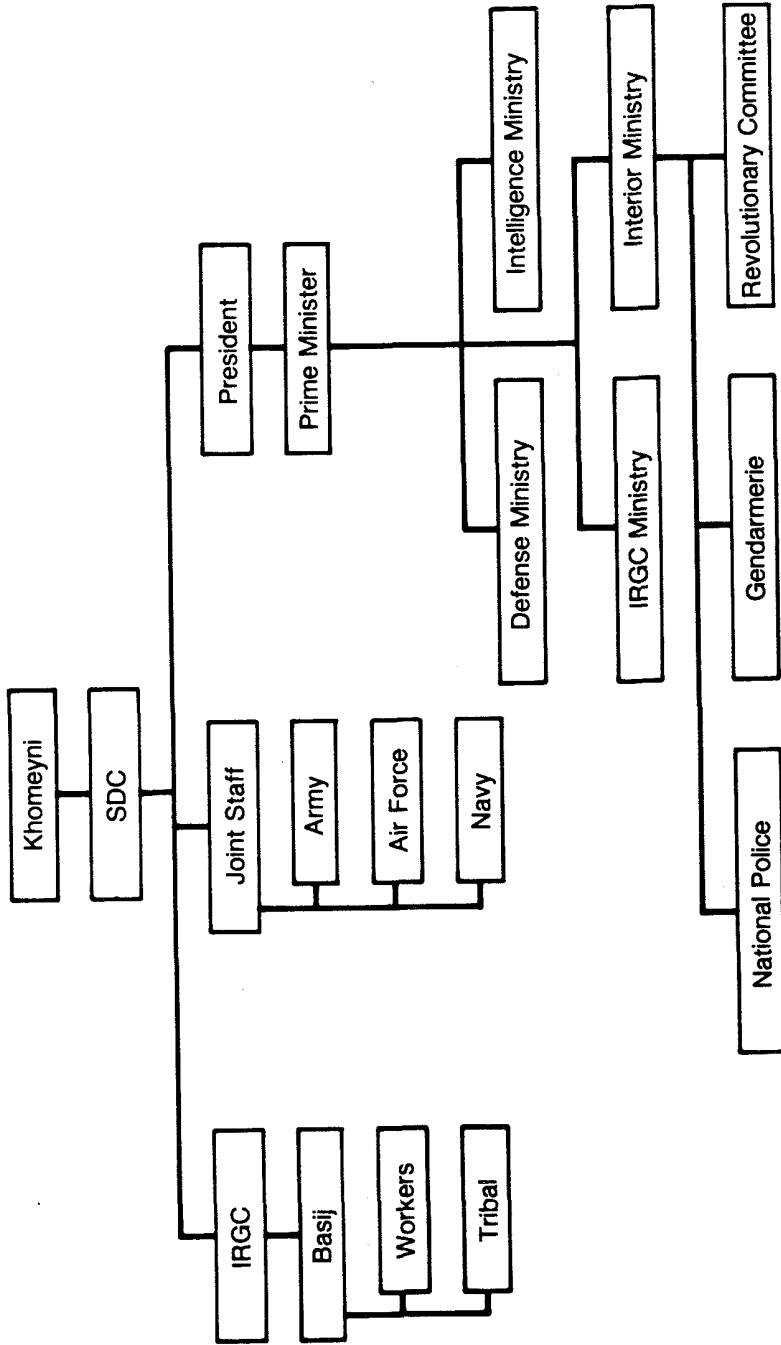 Khomeyni
SDC
IRGC
Basij
Workers
Tribal
Joint Staff
Army
Air Force
Navy
President
Prime Minister
Defense Ministry
Intelligence Ministry
IRGC Ministry
Interior Ministry
National Police
Gendarmerie
Revolutionary Committee